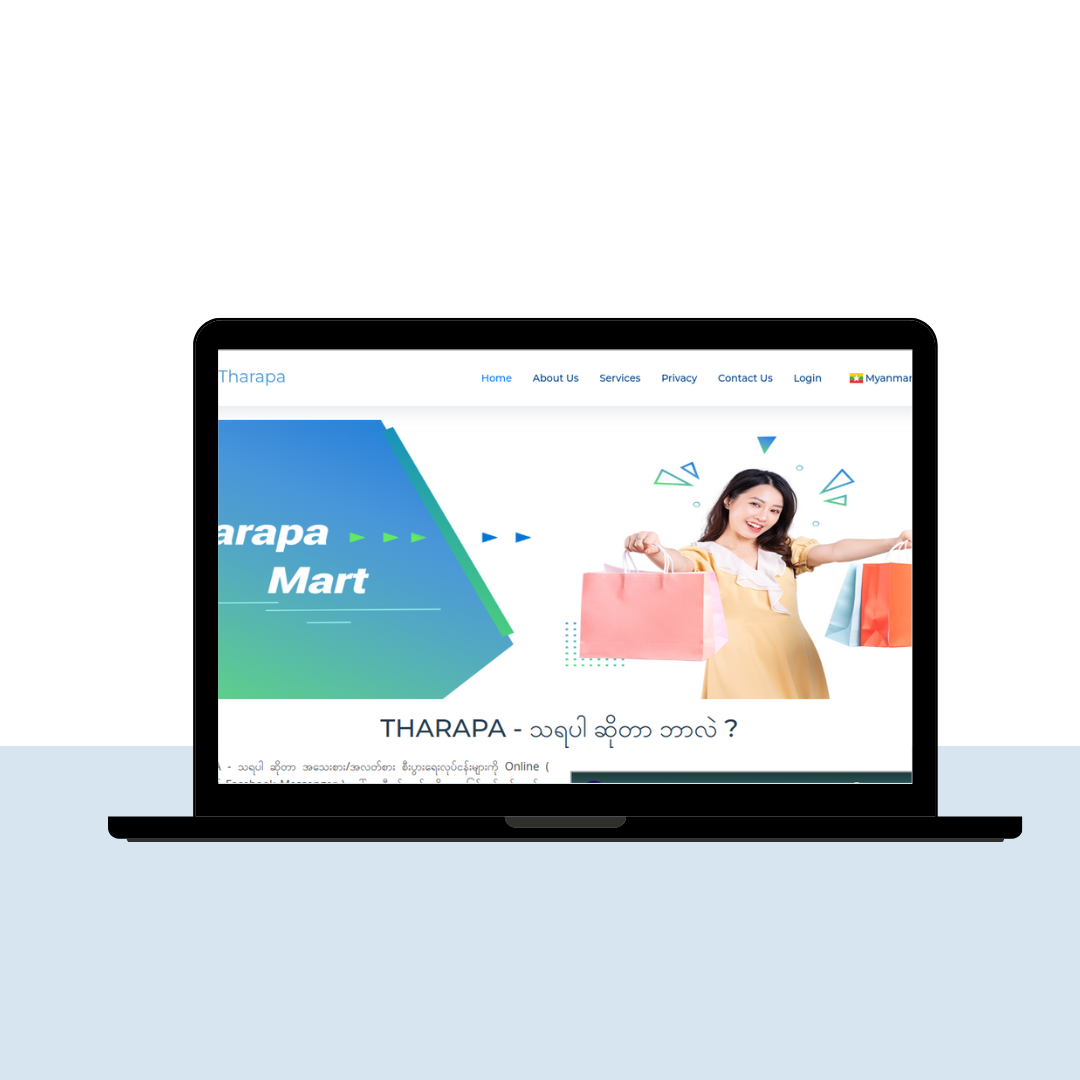 Tharapa
Home About Us Services Privacy Contact Us Login Myanmar
arapa
Mart
THARAPA - သရပါ ဆိုတာ ဘာလဲ ?
- သရပါ ဆိုတာ အသေးစား/အလတ်စား စီးပွားရေးလုပ်ငန်းများကို Online (